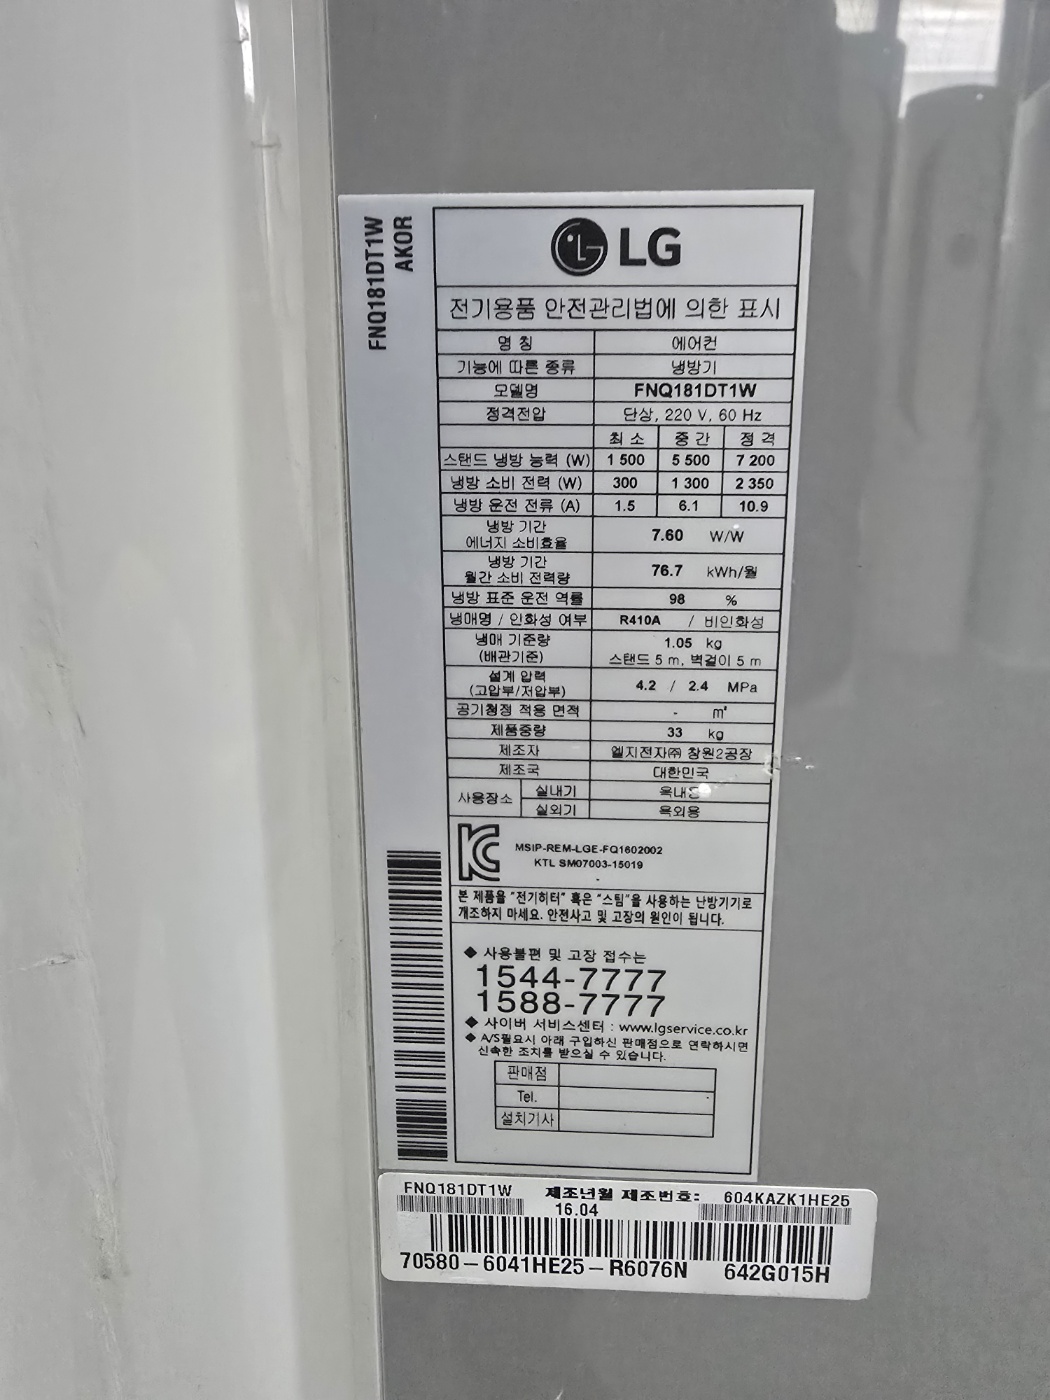 FNQ181DT1W
AKOR
LG
전기용품 안전관리법에 의한 표시
명 칭 에어컨
기능에 따른 종류 냉방기
모델명 FNQ181DT1W
정격전압 단상, 220 V, 60 Hz
최 소 중 간 정 격
스탠드 냉방 능력 (W) 1 500 5 500 7 200
냉방 소비 전력 (W) 300 1 300 2 350
냉방 운전 전류 (A) 1.5 6.1 10.9
냉방 기간
에너지 소비효율 7.60 W/W
냉방 기간
월간 소비 전력량 76.7 kWh/월
냉방 표준 운전 역률 98 %
냉매명 / 인화성 여부 R410A / 비인화성
냉매 기준량 1.05 kg
(배관기준) 스탠드 5 m, 벽걸이 5 m
설계 압력
(고압부/저압부) 4.2 / 2.4 MPa
공기청정 적용 면적 - m²
제품중량 33 kg
제조자 엘지전자㈜ 창원2공장
제조국 대한민국
사용장소 실내기 옥내용
실외기 옥외용
MSIP-REM-LGE-FQ1602002
KTL SM07003-15019
-
본 제품을 "전기히터" 혹은 "스팀"을 사용하는 난방기기로
개조하지 마세요. 안전사고 및 고장의 원인이 됩니다.
◆ 사용불편 및 고장 접수는
1544-7777
1588-7777
◆ 사이버 서비스센터 : www.lgservice.co.kr
◆ A/S필요시 아래 구입하신 판매점으로 연락하시면
신속한 조치를 받으실 수 있습니다.
판매점
Tel.
설치기사
FNQ181DT1W 제조년월 제조번호: 604KAZK1HE25
16.04
70580-6041HE25-R6076N 642G015H